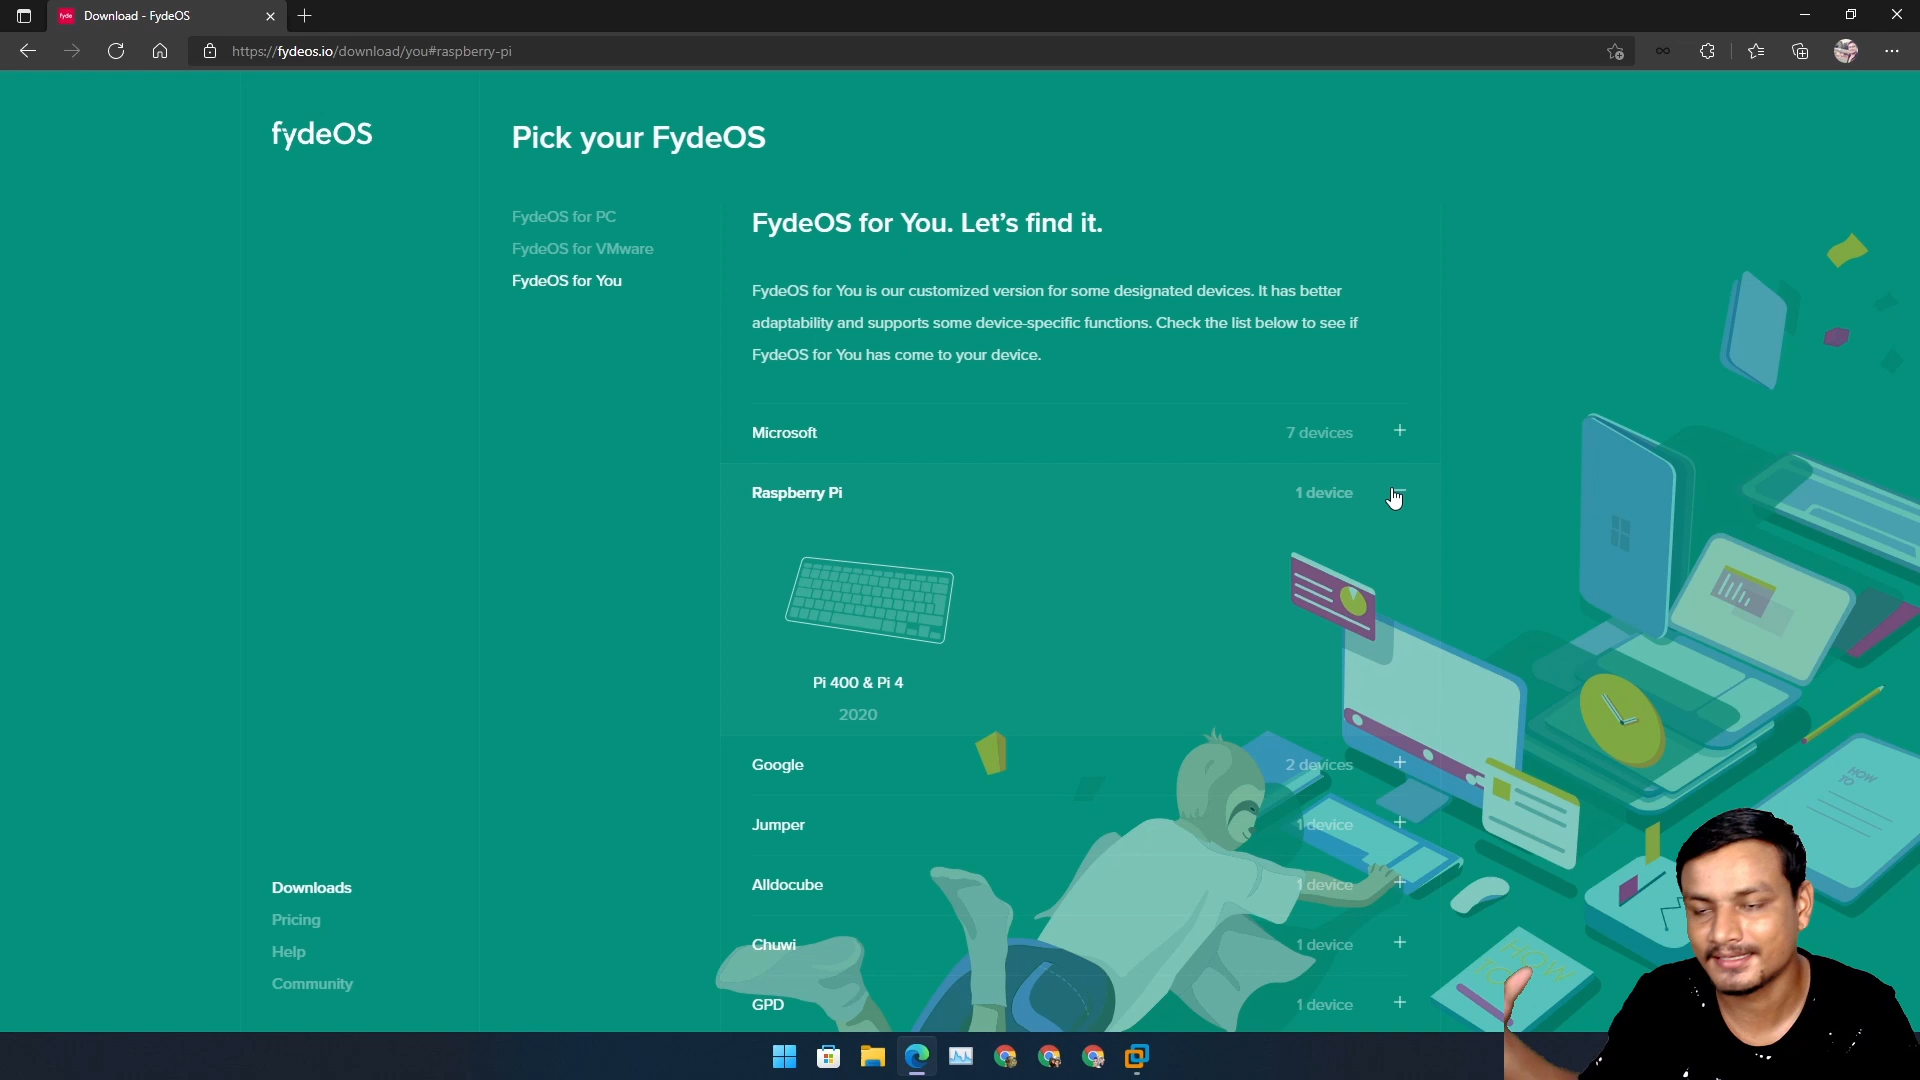 Download - FydeOS
https://fydeos.io/download/you#raspberry-pi
fydeOS
Pick your FydeOS
FydeOS for PC
FydeOS for VMware
FydeOS for You
FydeOS for You. Let's find it.
FydeOS for You is our customized version for some designated devices. It has better
adaptability and supports some device-specific functions. Check the list below to see if
FydeOS for You has come to your device.
Microsoft 7 devices +
Raspberry Pi 1 device
Pi 400 & Pi 4
2020
Google 2 devices +
Jumper 1 device +
Alldocube 1 device +
Chuwi 1 device +
GPD 1 device +
Downloads
Pricing
Help
Community
HOW
TO
HOW
TO